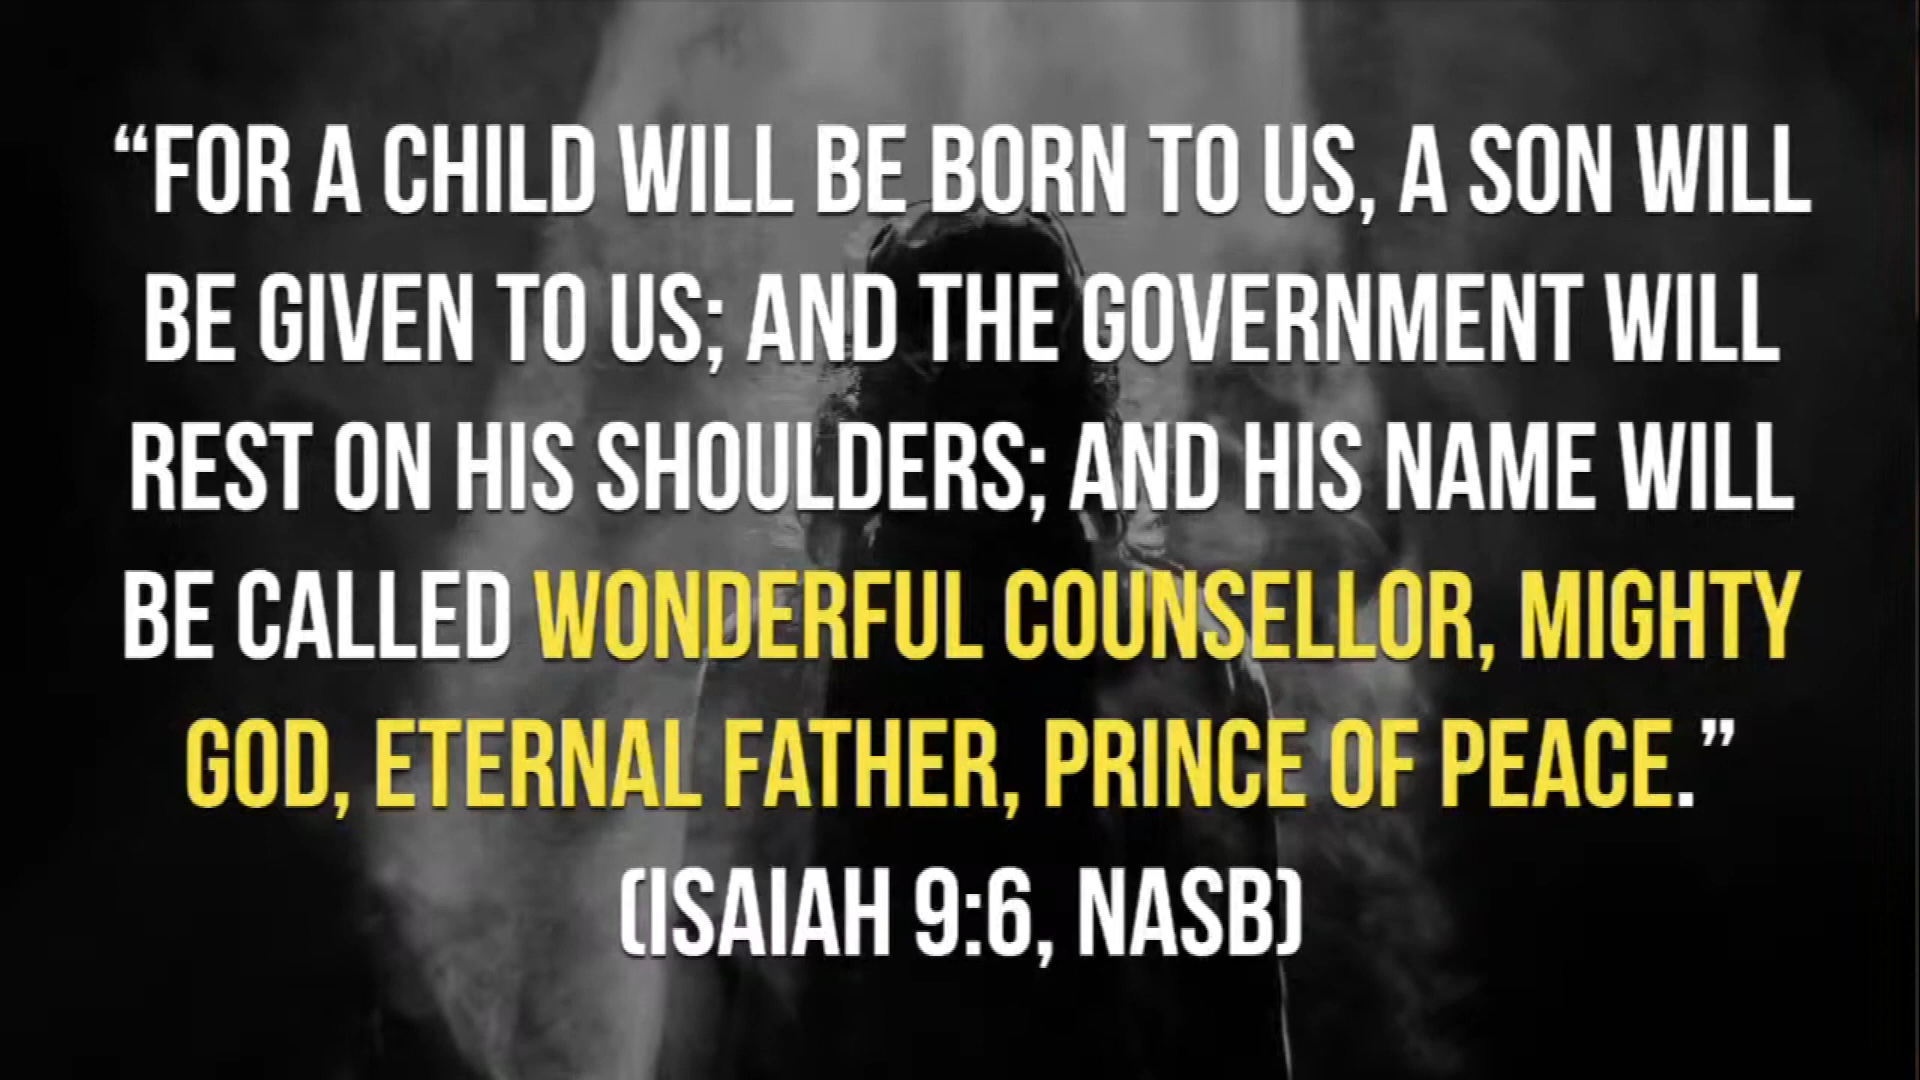 “FOR A CHILD WILL BE BORN TO US, A SON WILL
BE GIVEN TO US; AND THE GOVERNMENT WILL
REST ON HIS SHOULDERS; AND HIS NAME WILL
BE CALLED WONDERFUL COUNSELLOR, MIGHTY
GOD, ETERNAL FATHER, PRINCE OF PEACE.”
(ISAIAH 9:6, NASB)